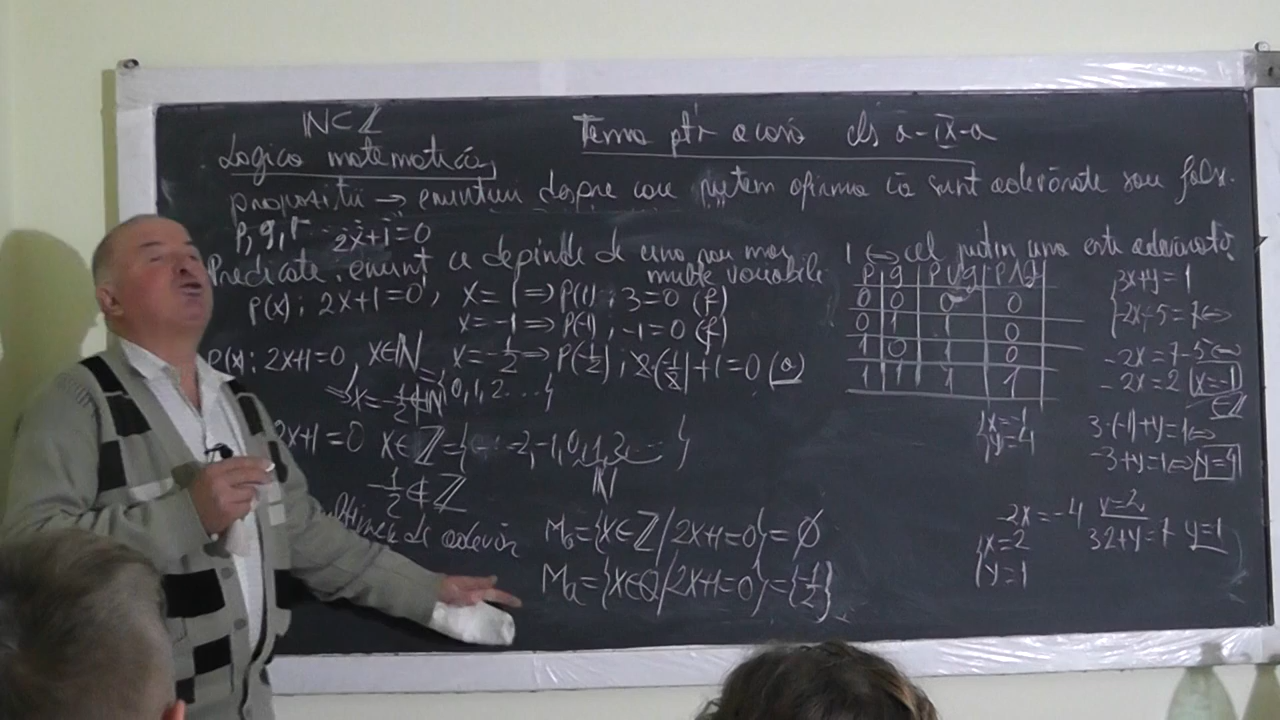 N⊂Z
Tema ptr acasă cls a-IX-a
Logica matematică
propozitii → enunturi despre care putem afirma că sunt adevărate sau false.
p, q, r
2x+1=0
Predicate: enunt ce depinde de una sau mai multe variabile
p(x): 2x+1=0, x=1 ⇒ p(1): 3=0 (f)
x=-1 ⇒ p(-1): -1=0 (f)
p(x): 2x+1=0, x∈N x=-1/2 ⇒ p(-1/2): 2·(-1/2)+1=0 (a)
⇒ x=-1/2∉N {0,1,2....}
2x+1=0 x∈Z={...-2,-1,0,1,2,...}
N
-1/2∉Z
de adevăr
Ma={x∈Z/2x+1=0}=∅
Ma={x∈Q/2x+1=0}={-1/2}
1 ⇔ cel putin una este adevărată
p q p∨q p∧q
0 0 0 0
0 1 1 0
1 0 1 0
1 1 1 1
3x+y=1
-2x=7-5 ⇔
-2x=2 x=-1
∈Z
{x=-1
{y=4
3·(-1)+y=1 ⇔
-3+y=1 ⇔ y=4
-2x=-4
{x=2
{y=1
y=1